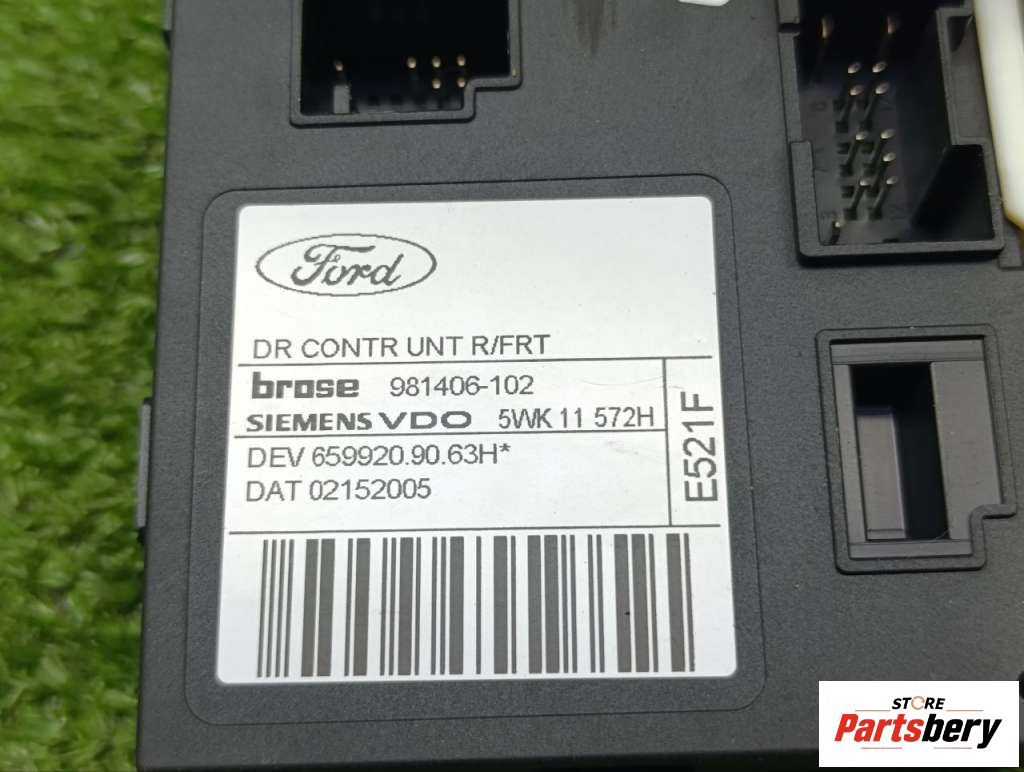 Ford
DR CONTR UNT R/FRT
brose 981406-102
SIEMENS VDO 5WK 11 572H
DEV 659920.90.63H*
DAT 02152005
E521F
STORE
Partsbery